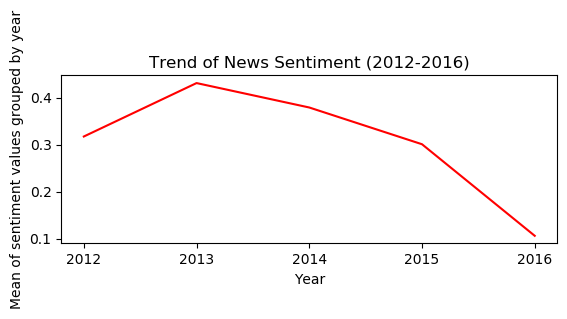 Trend of News Sentiment (2012-2016)
Mean of sentiment values grouped by year
0.4
0.3
0.2
0.1
2012 2013 2014 2015 2016
Year